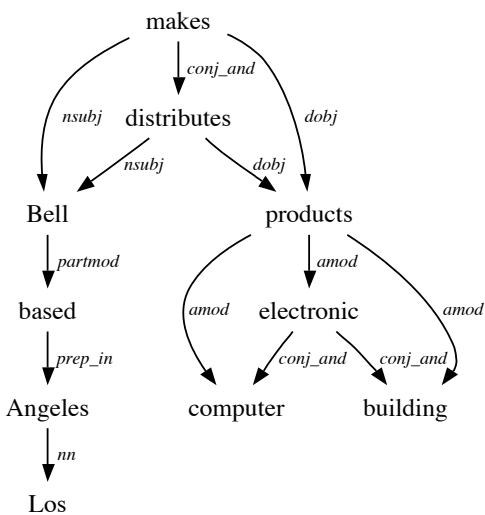 makes
conj_and
nsubj distributes dobj
nsubj dobj
Bell products
partmod amod
based amod electronic amod
prep_in conj_and conj_and
Angeles computer building
nn
Los